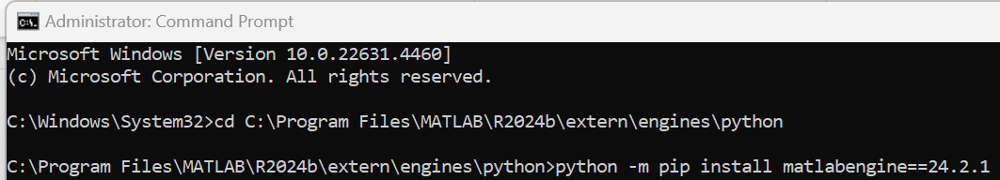 Administrator: Command Prompt
Microsoft Windows [Version 10.0.22631.4460]
(c) Microsoft Corporation. All rights reserved.
C:\Windows\System32>cd C:\Program Files\MATLAB\R2024b\extern\engines\python
C:\Program Files\MATLAB\R2024b\extern\engines\python>python -m pip install matlabengine==24.2.1